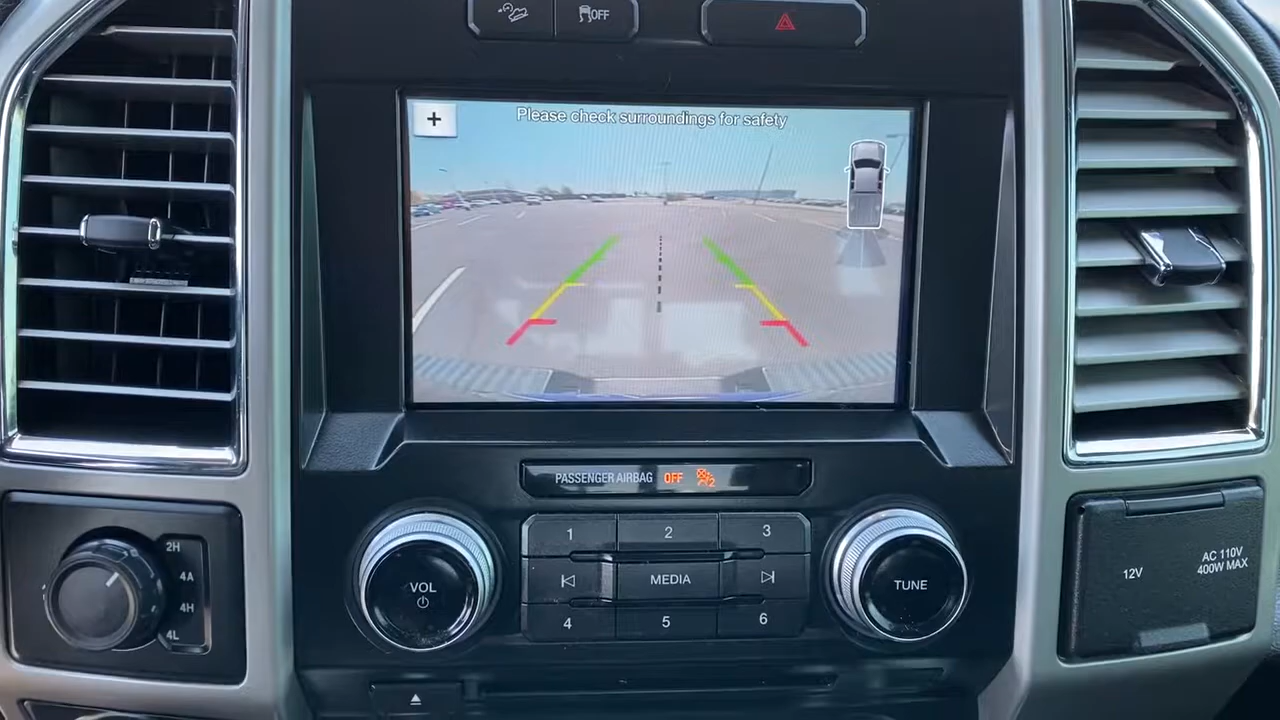 OFF
+
Please check surroundings for safety
PASSENGER AIRBAG OFF
2
1
2
3
VOL
MEDIA
TUNE
4
5
6
2H
4A
4H
4L
12V
AC 110V
400W MAX